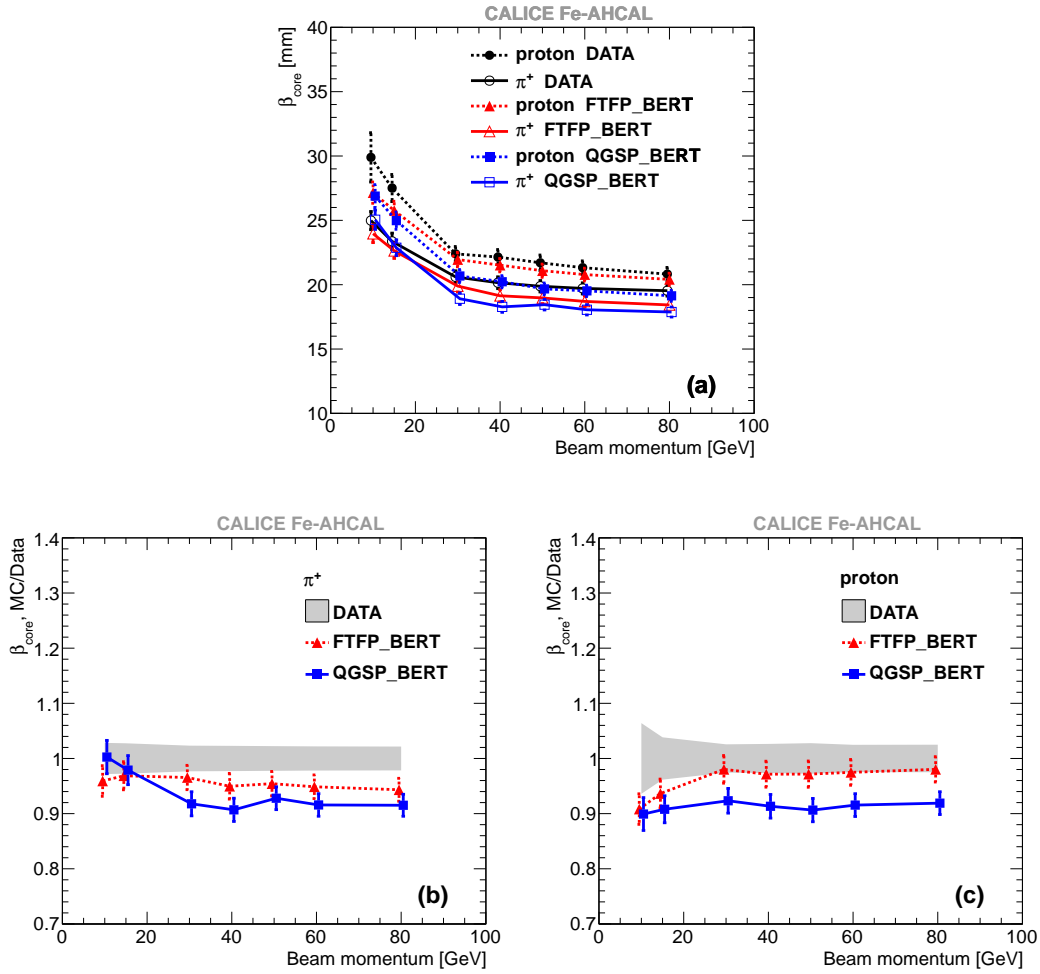 CALICE Fe-AHCAL
β_core [mm]
40
35
30
25
20
15
10
proton DATA
π⁺ DATA
proton FTFP_BERT
π⁺ FTFP_BERT
proton QGSP_BERT
π⁺ QGSP_BERT
(a)
0 20 40 60 80 100
Beam momentum [GeV]
CALICE Fe-AHCAL
β_core, MC/Data
1.4
1.3
1.2
1.1
1
0.9
0.8
0.7
π⁺
DATA
FTFP_BERT
QGSP_BERT
(b)
0 20 40 60 80 100
Beam momentum [GeV]
CALICE Fe-AHCAL
β_core, MC/Data
1.4
1.3
1.2
1.1
1
0.9
0.8
0.7
proton
DATA
FTFP_BERT
QGSP_BERT
(c)
0 20 40 60 80 100
Beam momentum [GeV]